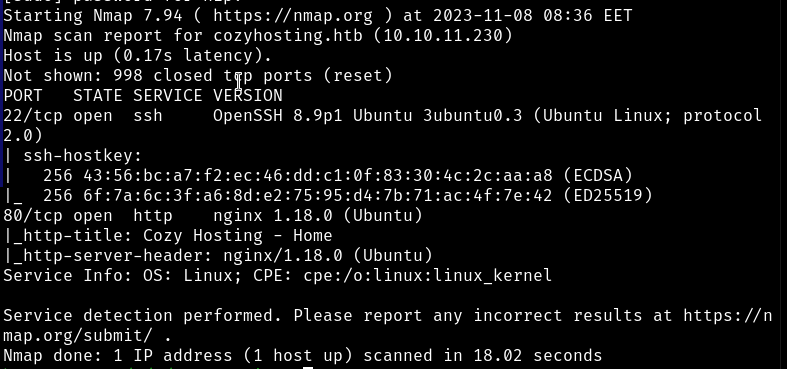 [sudo] password for
Starting Nmap 7.94 ( https://nmap.org ) at 2023-11-08 08:36 EET
Nmap scan report for cozyhosting.htb (10.10.11.230)
Host is up (0.17s latency).
Not shown: 998 closed tcp ports (reset)
PORT   STATE SERVICE VERSION
22/tcp open  ssh     OpenSSH 8.9p1 Ubuntu 3ubuntu0.3 (Ubuntu Linux; protocol
2.0)
| ssh-hostkey:
|   256 43:56:bc:a7:f2:ec:46:dd:c1:0f:83:30:4c:2c:aa:a8 (ECDSA)
|_  256 6f:7a:6c:3f:a6:8d:e2:75:95:d4:7b:71:ac:4f:7e:42 (ED25519)
80/tcp open  http    nginx 1.18.0 (Ubuntu)
|_http-title: Cozy Hosting - Home
|_http-server-header: nginx/1.18.0 (Ubuntu)
Service Info: OS: Linux; CPE: cpe:/o:linux:linux_kernel
Service detection performed. Please report any incorrect results at https://n
map.org/submit/ .
Nmap done: 1 IP address (1 host up) scanned in 18.02 seconds